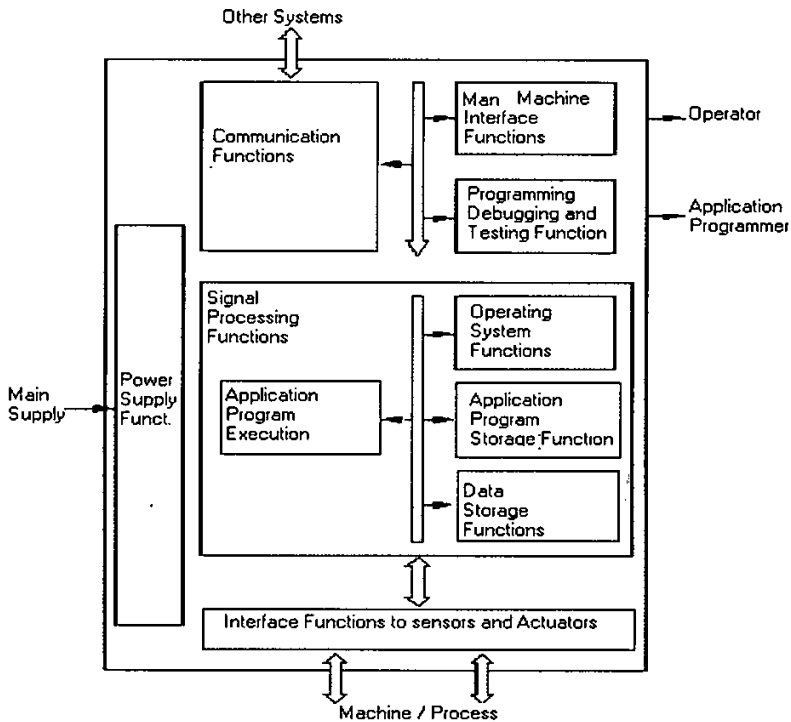 Other Systems
Communication
Functions
Man Machine
Interface
Functions
Operator
Programming
Debugging and
Testing Function
Application
Programmer
Signal
Processing
Functions
Operating
System
Functions
Main
Supply
Power
Supply
Funct.
Application
Program
Execution
Application
Program
Storage Function
Data
Storage
Functions
Interface Functions to sensors and Actuators
Machine / Process